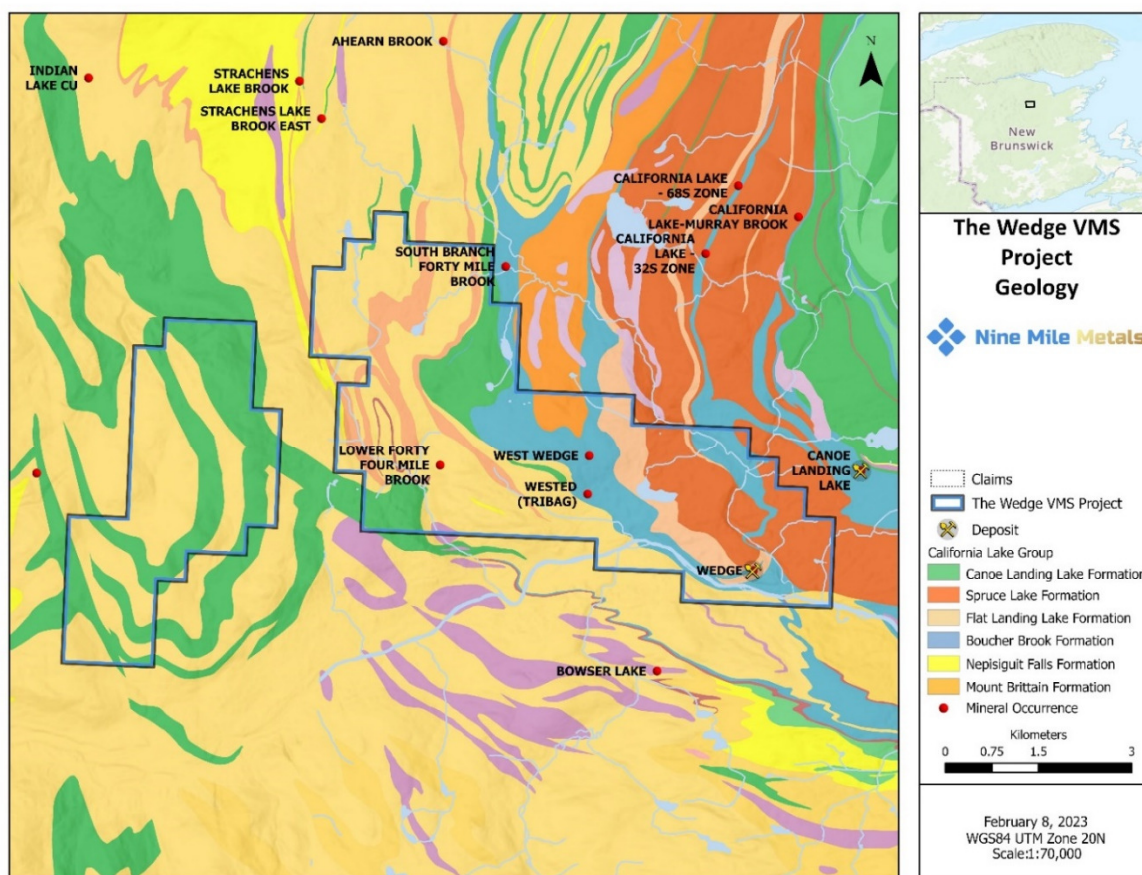 AHEARN BROOK
INDIAN
LAKE CU
STRACHENS
LAKE BROOK
STRACHENS LAKE
BROOK EAST
N
CALIFORNIA LAKE
- 68S ZONE
CALIFORNIA
LAKE-MURRAY BROOK
CALIFORNIA
LAKE -
32S ZONE
SOUTH BRANCH
FORTY MILE
BROOK
LOWER FORTY
FOUR MILE
BROOK
WEST WEDGE
WESTED
(TRIBAG)
CANOE
LANDING
LAKE
WEDGE
BOWSER LAKE
New
Brunswick
The Wedge VMS
Project
Geology
Nine Mile Metals
Claims
The Wedge VMS Project
Deposit
California Lake Group
Canoe Landing Lake Formation
Spruce Lake Formation
Flat Landing Lake Formation
Boucher Brook Formation
Nepisiguit Falls Formation
Mount Brittain Formation
Mineral Occurrence
Kilometers
0 0.75 1.5 3
February 8, 2023
WGS84 UTM Zone 20N
Scale:1:70,000